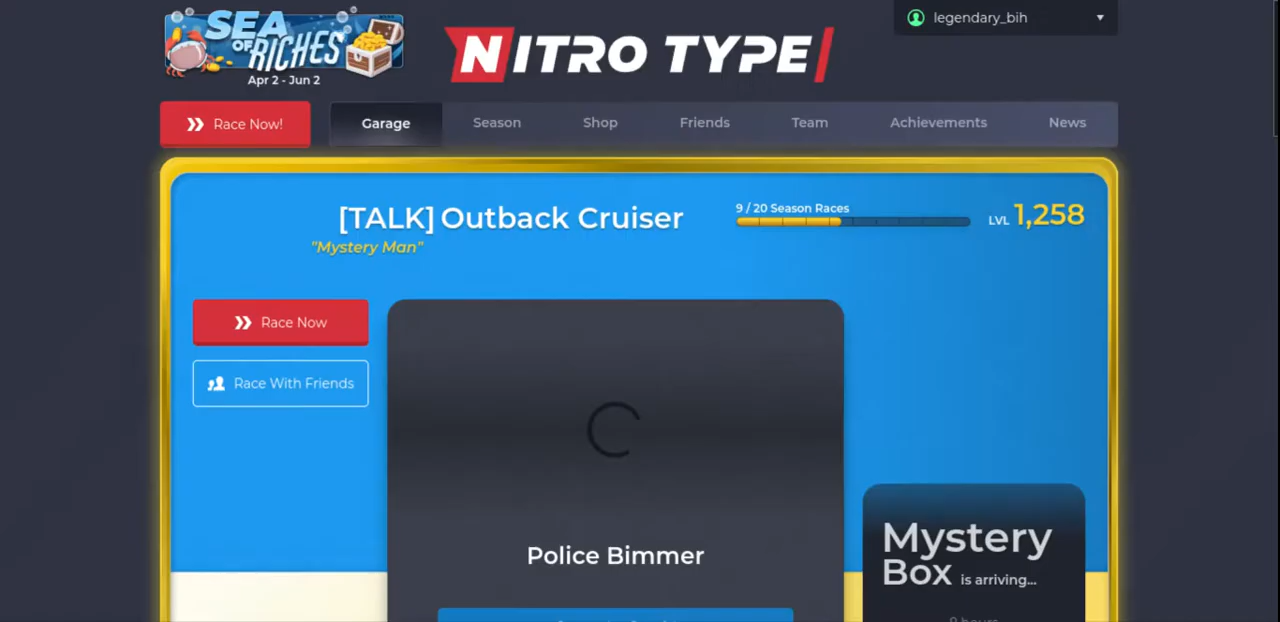 SEA
OF RICHES
Apr 2 - Jun 2
NITRO TYPE
legendary_bih
Race Now!
Garage
Season
Shop
Friends
Team
Achievements
News
[TALK] Outback Cruiser
"Mystery Man"
9 / 20 Season Races
LVL 1,258
Race Now
Race With Friends
Police Bimmer
Mystery
Box is arriving...